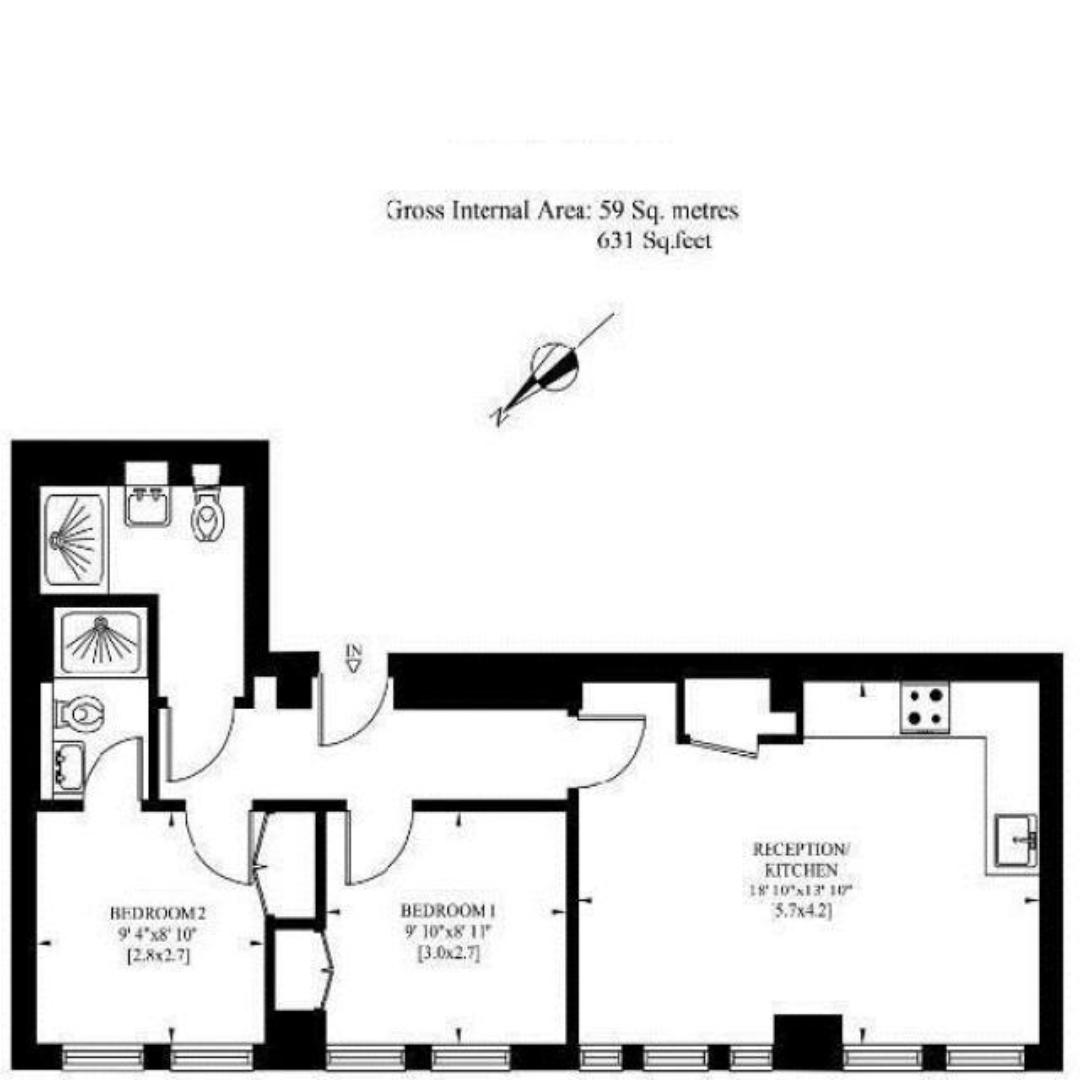 Gross Internal Area: 59 Sq. metres
631 Sq.feet
N
IN
RECEPTION/
KITCHEN
18' 10"x13' 10"
[5.7x4.2]
BEDROOM 2
9' 4"x8' 10"
[2.8x2.7]
BEDROOM 1
9' 10"x8' 11"
[3.0x2.7]